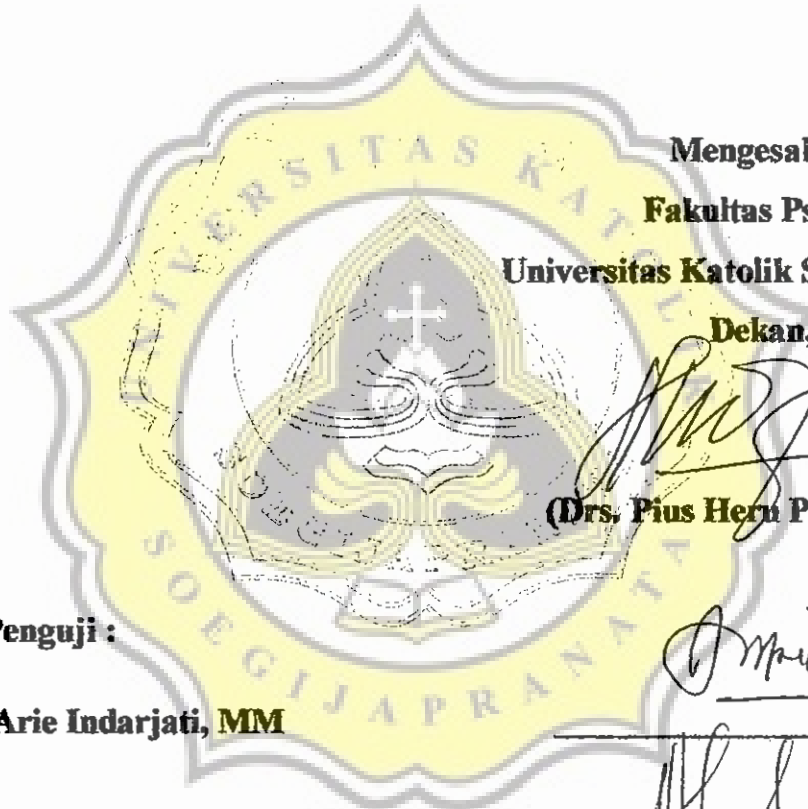 UNIVERSITAS KATOLIK
Mengesah
Fakultas Ps
Universitas Katolik S
Dekan,
(Drs. Pius Heru P
Penguji :
Arie Indarjati, MM
SOEGIJAPRANATA